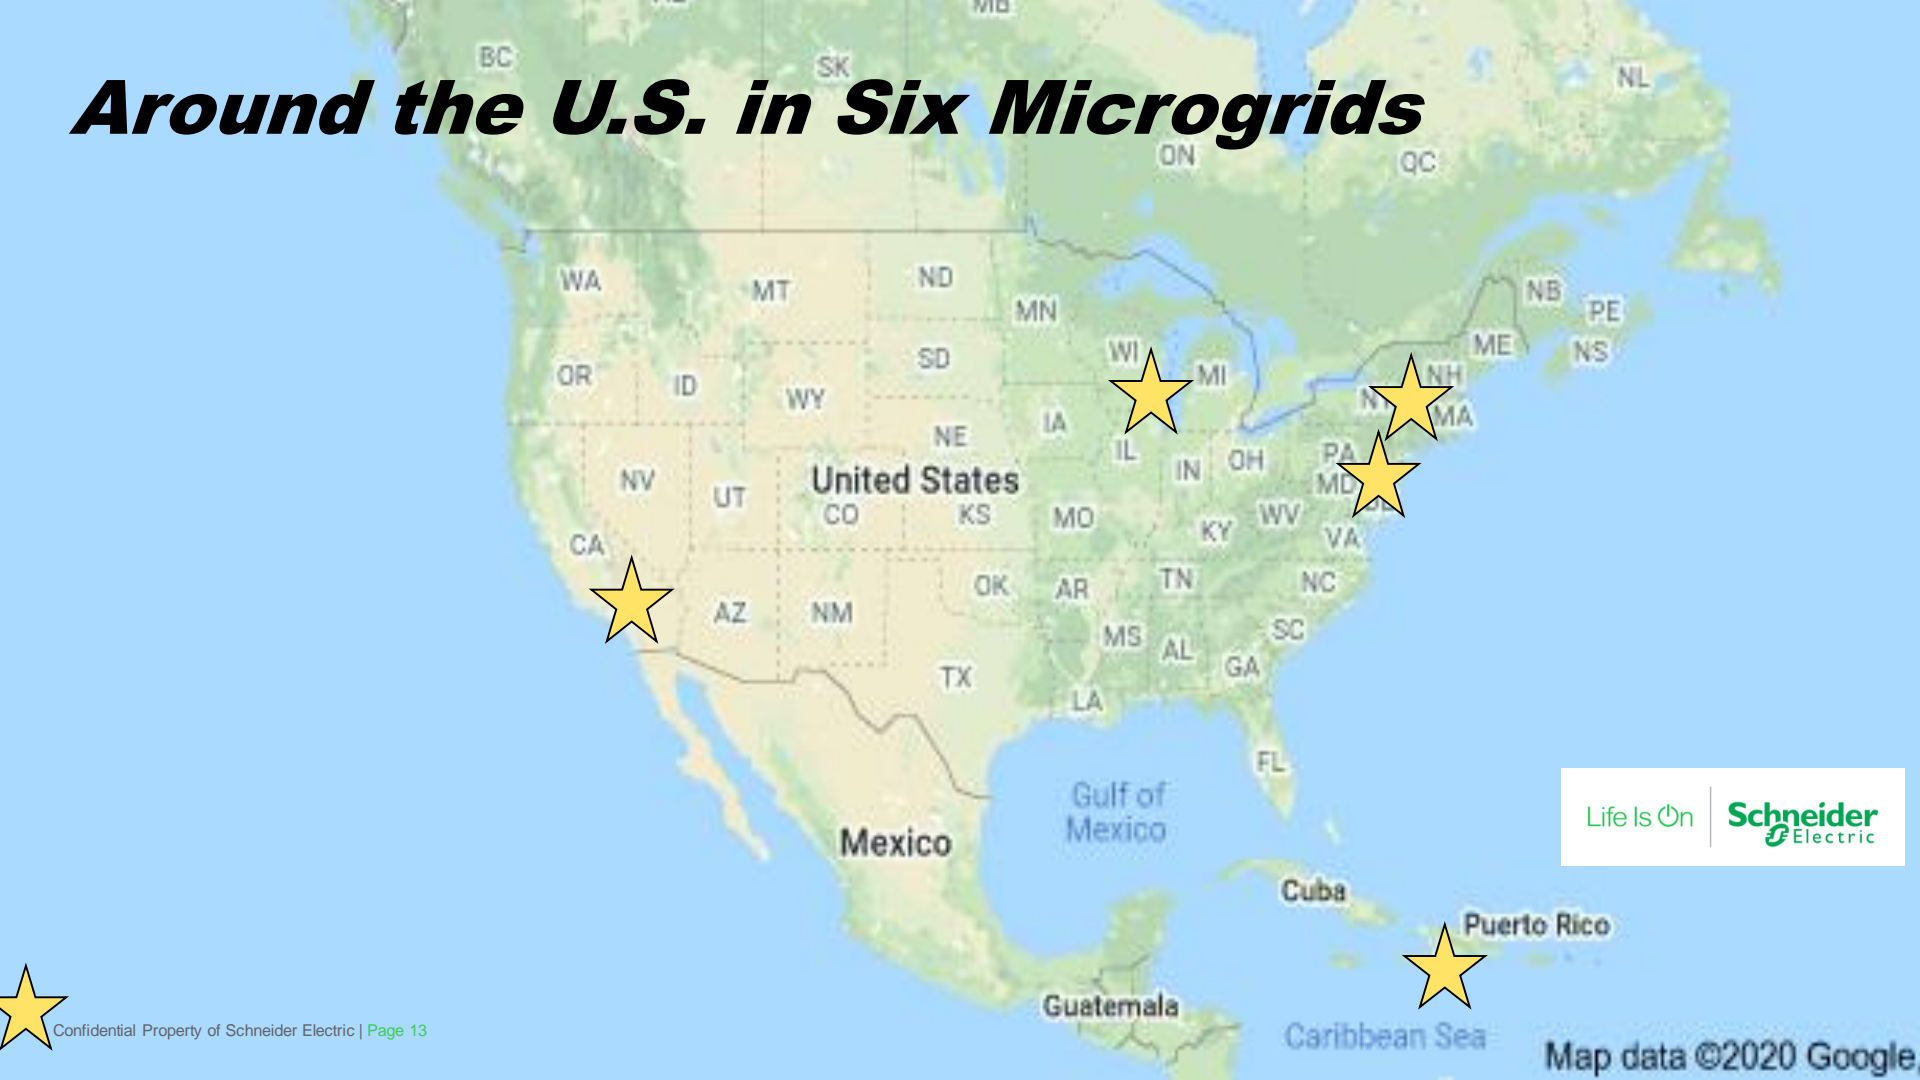 MB
BC
SK
NL
Around the U.S. in Six Microgrids
ON
QC
WA
MT
ND
MN
NB
PE
OR
ID
WY
SD
WI
MI
NH
ME
NS
NE
IA
IL
IN
OH
PA
MA
NV
UT
United States
CO
KS
MO
KY
WV
MD
VA
CA
AZ
NM
OK
AR
TN
NC
MS
AL
SC
GA
TX
LA
FL
Gulf of
Mexico
Life Is On
Schneider
Electric
Mexico
Cuba
Puerto Rico
Guatemala
Caribbean Sea
Confidential Property of Schneider Electric | Page 13
Map data ©2020 Google,